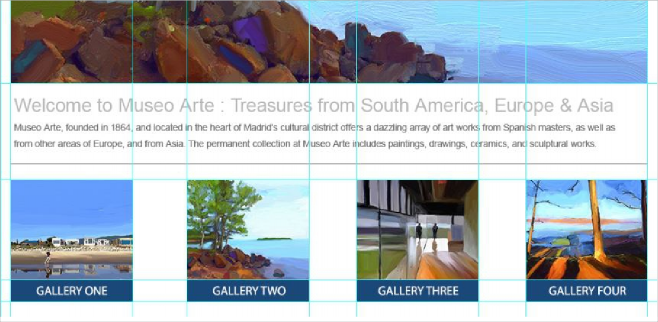 Welcome to Museo Arte : Treasures from South America, Europe & Asia
Museo Arte, founded in 1864, and located in the heart of Madrid's cultural district offers a dazzling array of art works from Spanish masters, as well as
from other areas of Europe, and from Asia. The permanent collection at Museo Arte includes paintings, drawings, ceramics, and sculptural works.
GALLERY ONE
GALLERY TWO
GALLERY THREE
GALLERY FOUR